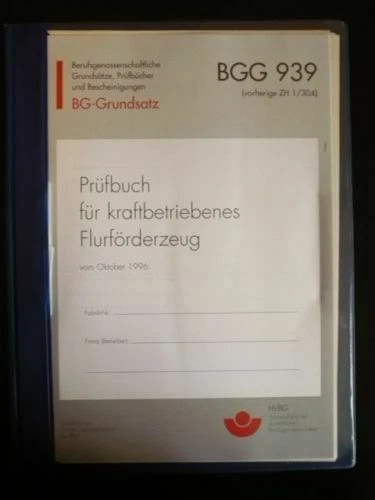 Berufsgenossenschaftliche
Grundsätze, Prüfbücher
und Bescheinigungen
BG-Grundsatz
BGG 939
(vorherige ZH 1/304)
Prüfbuch
für kraftbetriebenes
Flurförderzeug
vom Oktober 1996
Fabrik-Nr.
Firma (Betreiber)
HVBG